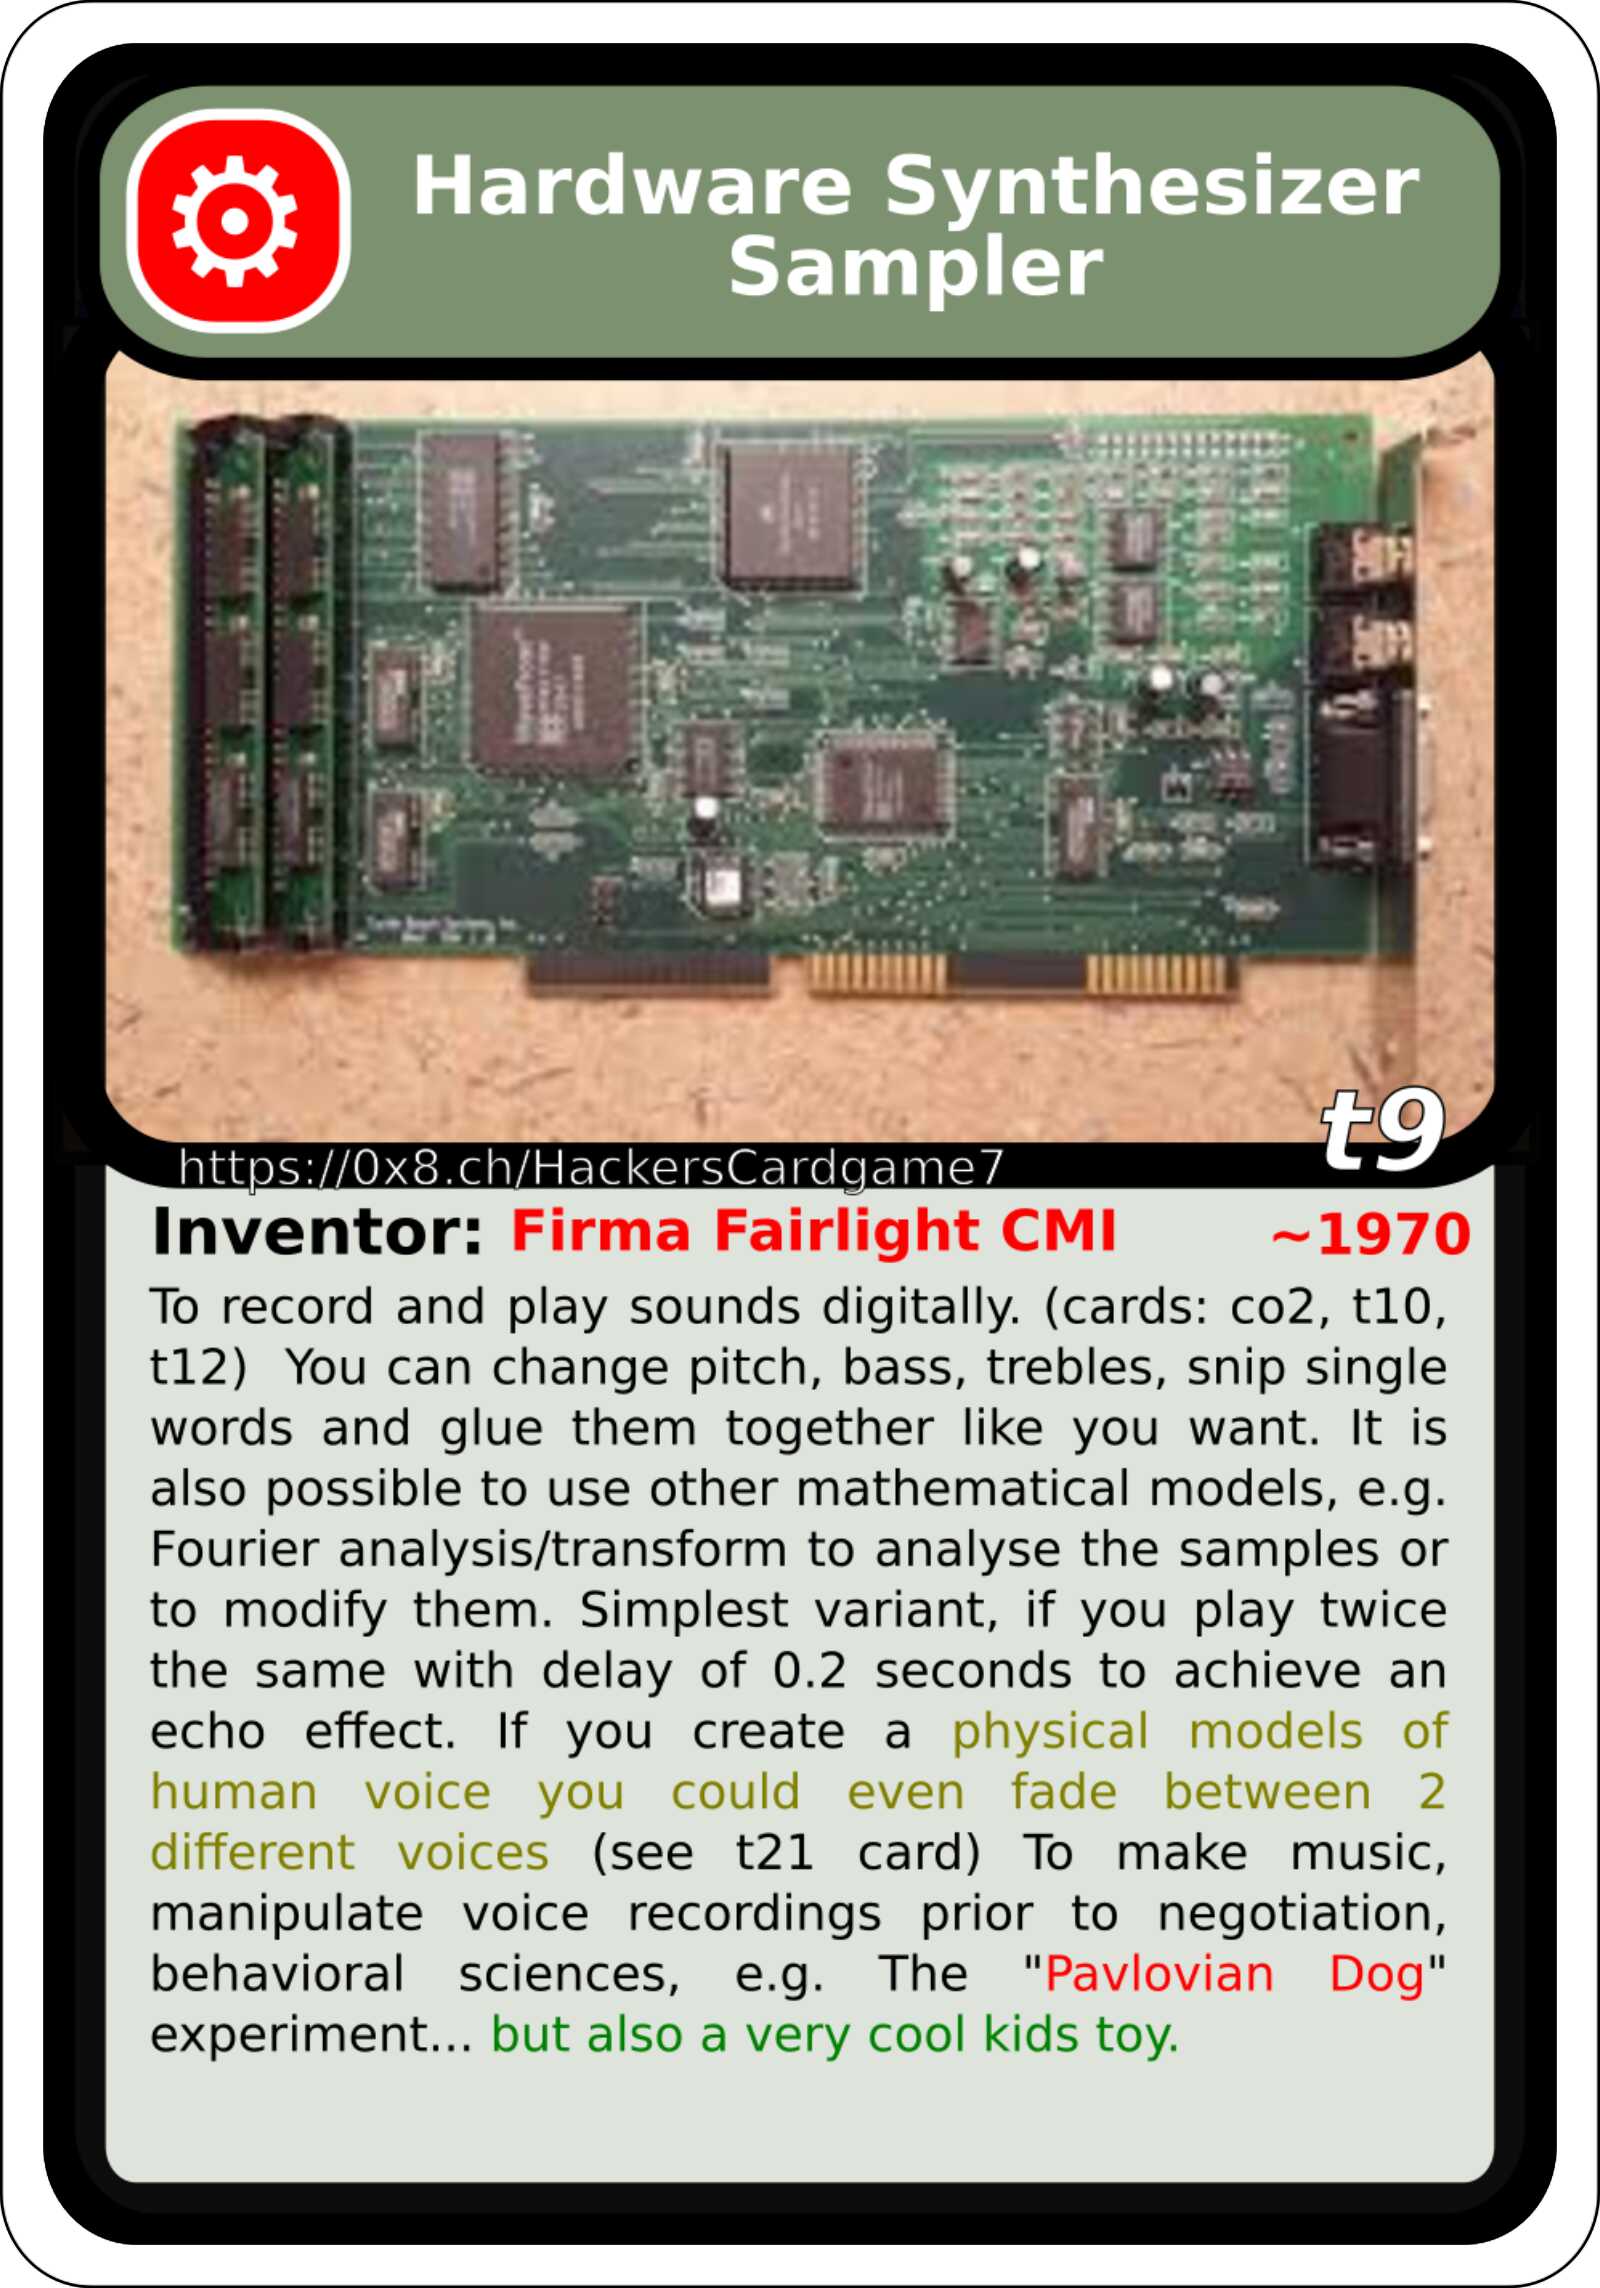 Hardware Synthesizer
Sampler
t9
https://0x8.ch/HackersCardgame7
Inventor: Firma Fairlight CMI ~1970
To record and play sounds digitally. (cards: co2, t10,
t12) You can change pitch, bass, trebles, snip single
words and glue them together like you want. It is
also possible to use other mathematical models, e.g.
Fourier analysis/transform to analyse the samples or
to modify them. Simplest variant, if you play twice
the same with delay of 0.2 seconds to achieve an
echo effect. If you create a physical models of
human voice you could even fade between 2
different voices (see t21 card) To make music,
manipulate voice recordings prior to negotiation,
behavioral sciences, e.g. The "Pavlovian Dog"
experiment... but also a very cool kids toy.